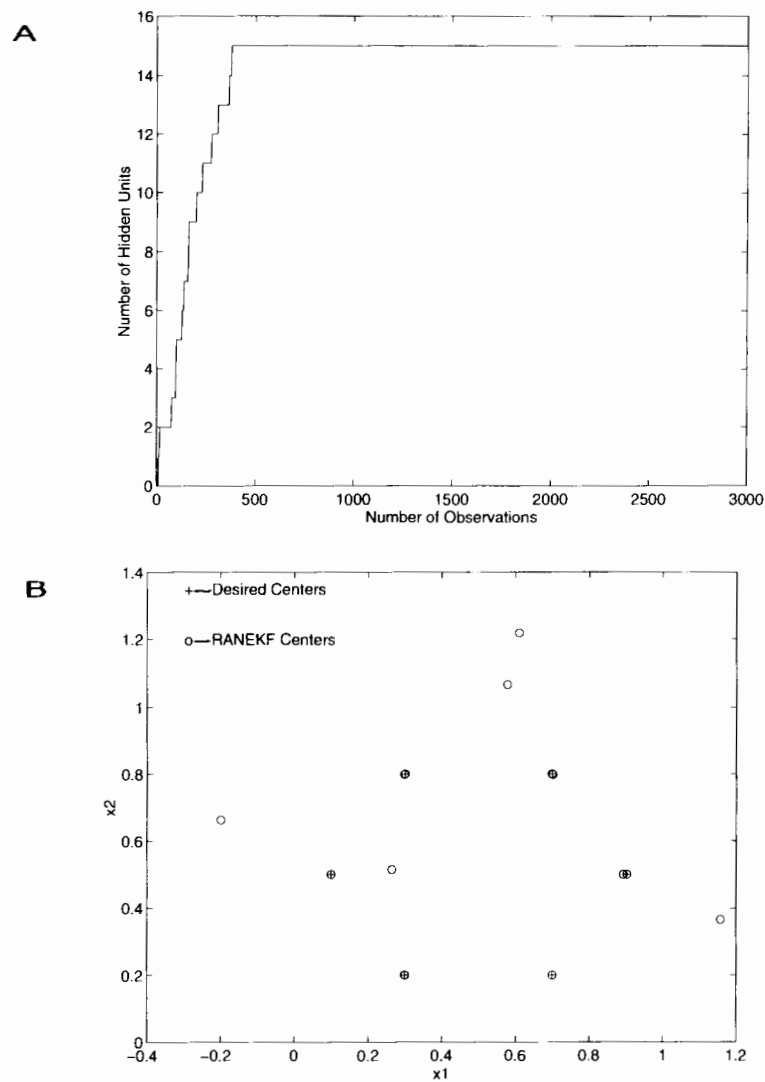 A
16
14
12
10
8
6
4
2
0
Number of Hidden Units
0 500 1000 1500 2000 2500 3000
Number of Observations
B
1.4
1.2
1
0.8
0.6
0.4
0.2
0
x2
+—Desired Centers
o—RANEKF Centers
−0.4 −0.2 0 0.2 0.4 0.6 0.8 1 1.2
x1